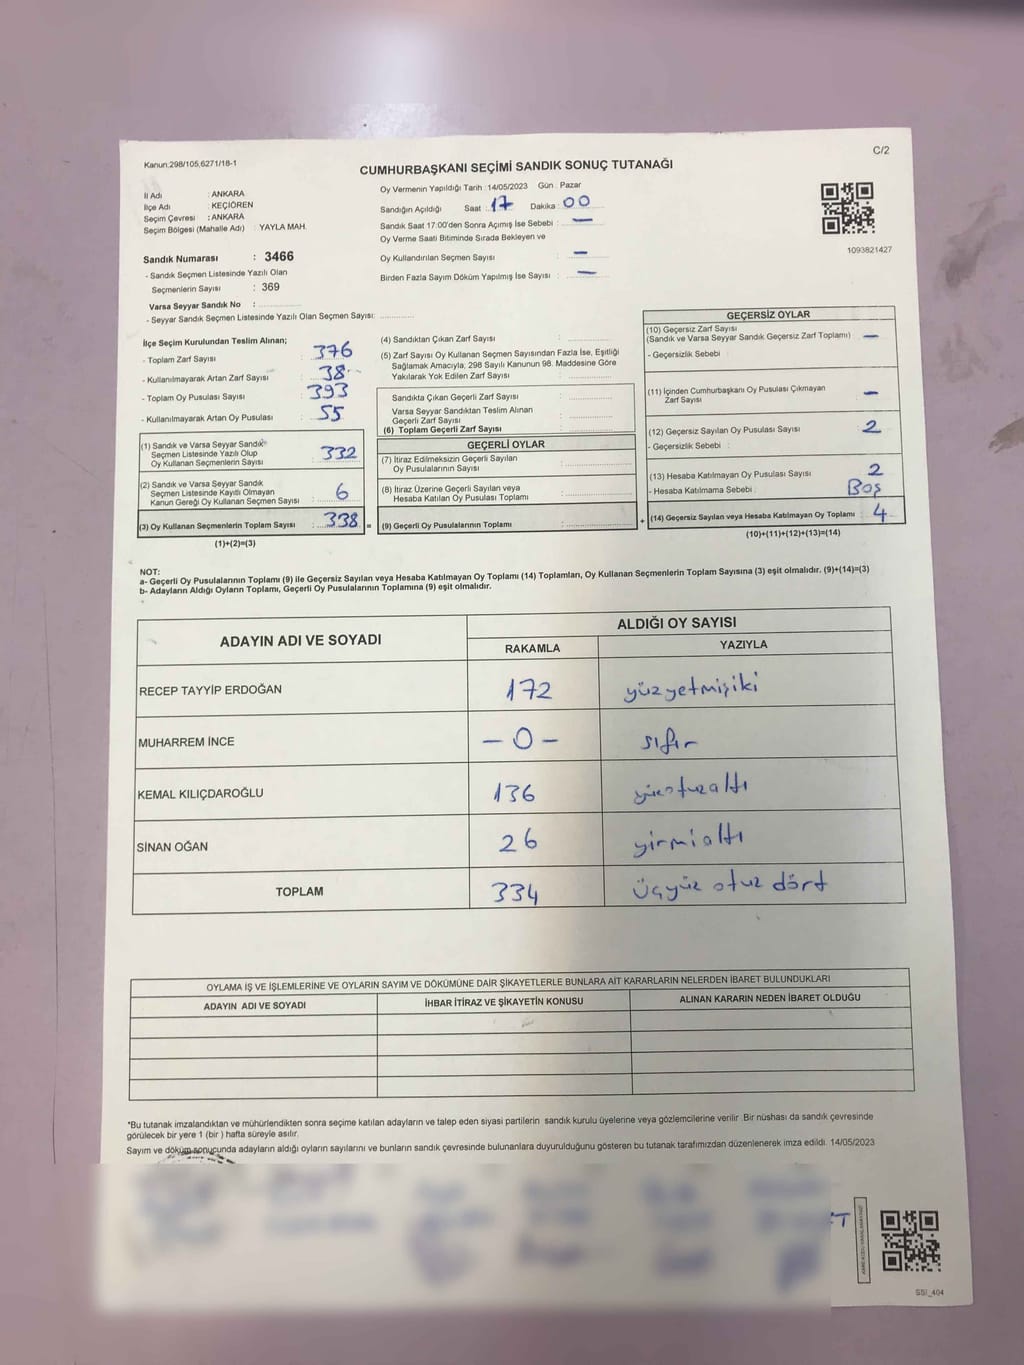 Kanun:298/105,6271/18-1
C/2
CUMHURBAŞKANI SEÇİMİ SANDIK SONUÇ TUTANAĞI
İl Adı : ANKARA
İlçe Adı : KEÇİÖREN
Seçim Çevresi : ANKARA
Seçim Bölgesi (Mahalle Adı) : YAYLA MAH.
Sandık Numarası : 3466
- Sandık Seçmen Listesinde Yazılı Olan
Seçmenlerin Sayısı : 369
Varsa Seyyar Sandık No :
- Seyyar Sandık Seçmen Listesinde Yazılı Olan Seçmen Sayısı:
Oy Vermenin Yapıldığı Tarih : 14/05/2023 Gün : Pazar
Sandığın Açıldığı Saat : 17 Dakika : 00
Sandık Saat 17:00'den Sonra Açımış İse Sebebi : —
Oy Verme Saati Bitiminde Sırada Bekleyen ve
Oy Kullandırılan Seçmen Sayısı : —
Birden Fazla Sayım Döküm Yapılmış İse Sayısı : —
1093821427
İlçe Seçim Kurulundan Teslim Alınan;
- Toplam Zarf Sayısı : 376
- Kullanılmayarak Artan Zarf Sayısı : 38
- Toplam Oy Pusulası Sayısı : 393
- Kullanılmayarak Artan Oy Pusulası : 55
(1) Sandık ve Varsa Seyyar Sandık
Seçmen Listesinde Yazılı Olup
Oy Kullanan Seçmenlerin Sayısı : 332
(2) Sandık ve Varsa Seyyar Sandık
Seçmen Listesinde Kayıtlı Olmayan
Kanun Gereği Oy Kullanan Seçmen Sayısı : 6
(3) Oy Kullanan Seçmenlerin Toplam Sayısı : 338 =
(1)+(2)=(3)
(4) Sandıktan Çıkan Zarf Sayısı :
(5) Zarf Sayısı Oy Kullanan Seçmen Sayısından Fazla İse, Eşitliği
Sağlamak Amacıyla, 298 Sayılı Kanunun 98. Maddesine Göre
Yakılarak Yok Edilen Zarf Sayısı :
Sandıkta Çıkan Geçerli Zarf Sayısı :
Varsa Seyyar Sandıktan Teslim Alınan
Geçerli Zarf Sayısı :
(6) Toplam Geçerli Zarf Sayısı :
GEÇERLİ OYLAR
(7) İtiraz Edilmeksizin Geçerli Sayılan
Oy Pusulalarının Sayısı :
(8) İtiraz Üzerine Geçerli Sayılan veya
Hesaba Katılan Oy Pusulası Toplamı :
(9) Geçerli Oy Pusulalarının Toplamı : +
GEÇERSİZ OYLAR
(10) Geçersiz Zarf Sayısı
(Sandık ve Varsa Seyyar Sandık Geçersiz Zarf Toplamı) : —
- Geçersizlik Sebebi :
(11) İçinden Cumhurbaşkanı Oy Pusulası Çıkmayan
Zarf Sayısı : —
(12) Geçersiz Sayılan Oy Pusulası Sayısı : 2
- Geçersizlik Sebebi :
(13) Hesaba Katılmayan Oy Pusulası Sayısı : 2
- Hesaba Katılmama Sebebi : Boş
(14) Geçersiz Sayılan veya Hesaba Katılmayan Oy Toplamı : 4
(10)+(11)+(12)+(13)=(14)
NOT:
a- Geçerli Oy Pusulalarının Toplamı (9) ile Geçersiz Sayılan veya Hesaba Katılmayan Oy Toplamı (14) Toplamları, Oy Kullanan Seçmenlerin Toplam Sayısına (3) eşit olmalıdır. (9)+(14)=(3)
b- Adayların Aldığı Oyların Toplamı, Geçerli Oy Pusulalarının Toplamına (9) eşit olmalıdır.
ADAYIN ADI VE SOYADI
ALDIĞI OY SAYISI
RAKAMLA YAZIYLA
RECEP TAYYİP ERDOĞAN 172 yüzyetmişiki
MUHARREM İNCE – 0 – sıfır
KEMAL KILIÇDAROĞLU 136 yüzotuzaltı
SİNAN OĞAN 26 yirmialtı
TOPLAM 334 Üçyüz otuz dört
OYLAMA İŞ VE İŞLEMLERİNE VE OYLARIN SAYIM VE DÖKÜMÜNE DAİR ŞİKAYETLERLE BUNLARA AİT KARARLARIN NELERDEN İBARET BULUNDUKLARI
ADAYIN ADI VE SOYADI İHBAR İTİRAZ VE ŞİKAYETİN KONUSU ALINAN KARARIN NEDEN İBARET OLDUĞU
*Bu tutanak imzalandıktan ve mühürlendikten sonra seçime katılan adayların ve talep eden siyasi partilerin sandık kurulu üyelerine veya gözlemcilerine verilir. Bir nüshası da sandık çevresinde
görülecek bir yere 1 (bir ) hafta süreyle asılır.
Sayım ve döküm sonucunda adayların aldığı oyların sayılarını ve bunların sandık çevresinde bulunanlara duyurulduğunu gösteren bu tutanak tarafımızdan düzenlenerek imza edildi. 14/05/2023
SSİ_404